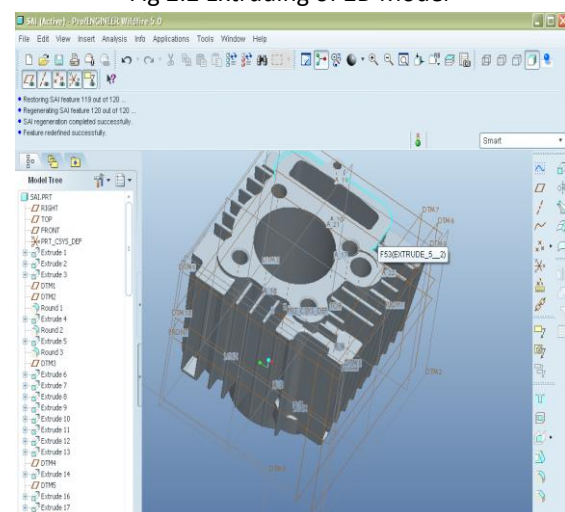 Fig 2.2 Extruding of 2D model
SAI (Active) - Pro/ENGINEER Wildfire 5.0
File Edit View Insert Analysis Info Applications Tools Window Help
Restoring SAI feature 119 out of 120 ...
Regenerating SAI feature 120 out of 120 ...
SAI regeneration completed successfully.
Feature redefined successfully.
Smart
Model Tree
SAI.PRT
RIGHT
TOP
FRONT
PRT_CSYS_DEF
Extrude 1
Extrude 2
Extrude 3
DTM1
DTM2
Round 1
Extrude 4
Round 2
Extrude 5
Round 3
DTM3
Extrude 6
Extrude 7
Extrude 8
Extrude 9
Extrude 10
Extrude 11
Extrude 12
Extrude 13
DTM4
Extrude 14
DTM5
Extrude 16
Extrude 17
DTM7
DTM6
F53(EXTRUDE_5__2)